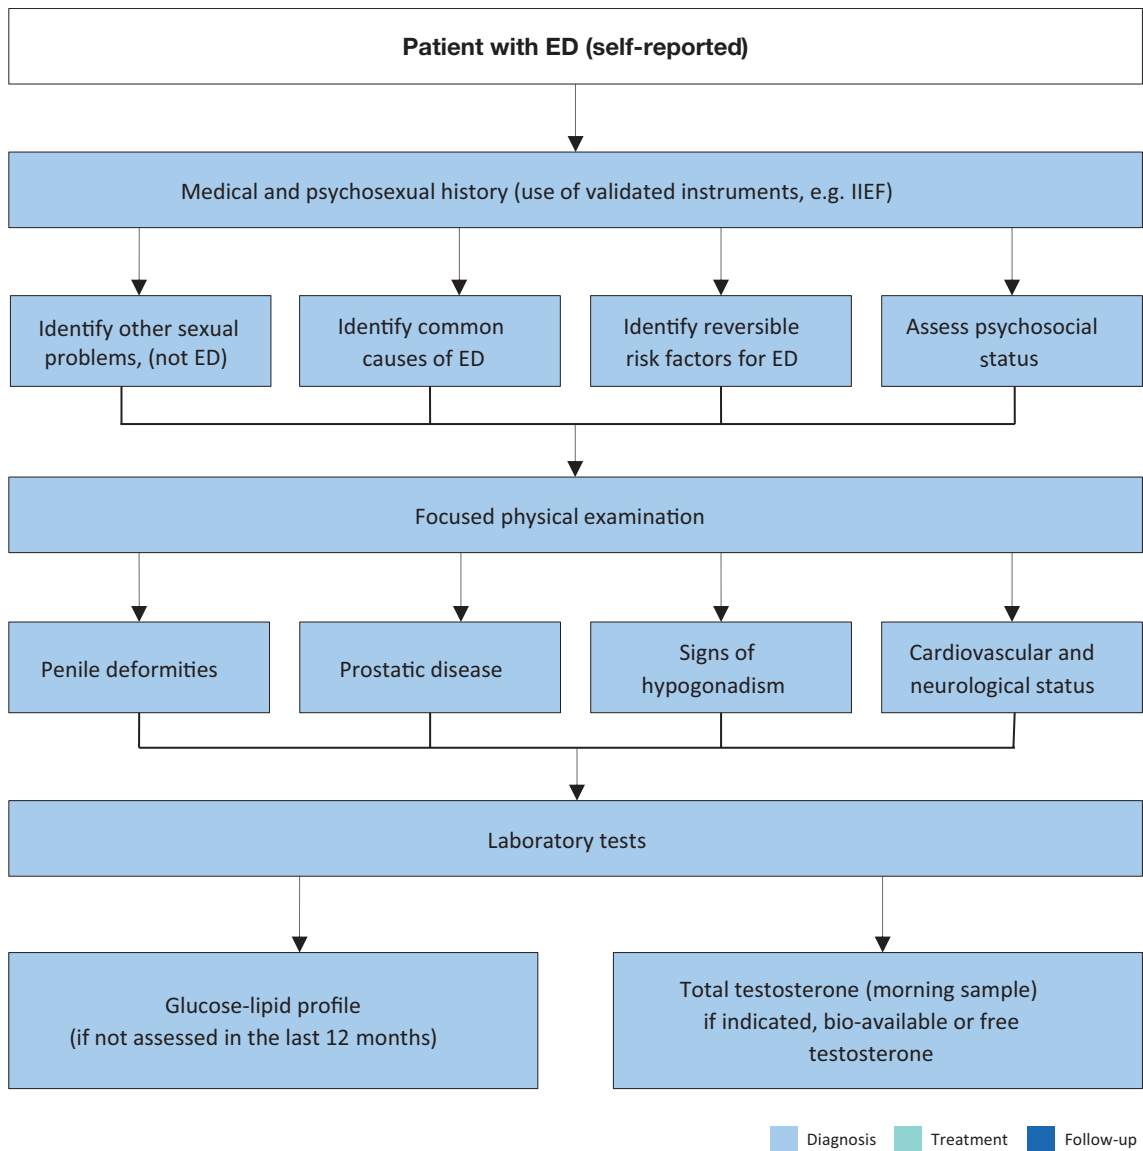 Patient with ED (self-reported)
Medical and psychosexual history (use of validated instruments, e.g. IIEF)
Identify other sexual
problems, (not ED)
Identify common
causes of ED
Identify reversible
risk factors for ED
Assess psychosocial
status
Focused physical examination
Penile deformities
Prostatic disease
Signs of
hypogonadism
Cardiovascular and
neurological status
Laboratory tests
Glucose-lipid profile
(if not assessed in the last 12 months)
Total testosterone (morning sample)
if indicated, bio-available or free
testosterone
Diagnosis
Treatment
Follow-up